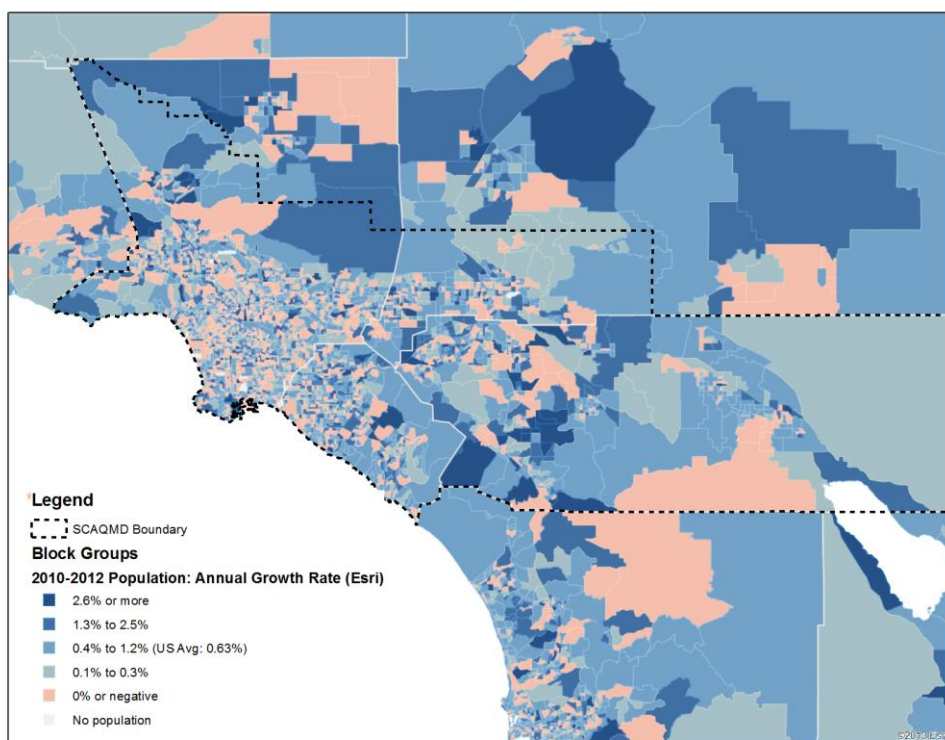 *Legend
SCAQMD Boundary
Block Groups
2010-2012 Population: Annual Growth Rate (Esri)
2.6% or more
1.3% to 2.5%
0.4% to 1.2% (US Avg: 0.63%)
0.1% to 0.3%
0% or negative
No population
©2013 Esri